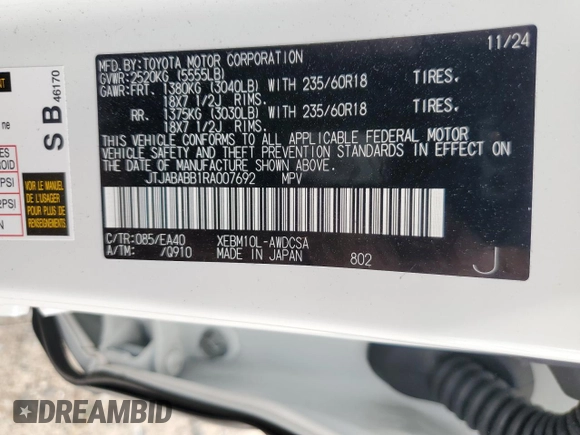 11/24
MFD.BY:TOYOTA MOTOR CORPORATION
GVWR:2520KG (5555LB)
GAWR:FRT. 1380KG (3040LB) WITH 235/60R18 TIRES.
18X7 1/2J RIMS.
RR. 1375KG (3030LB) WITH 235/60R18 TIRES.
18X7 1/2J RIMS.
THIS VEHICLE CONFORMS TO ALL APPLICABLE FEDERAL MOTOR
VEHICLE SAFETY AND THEFT PREVENTION STANDARDS IN EFFECT ON
THE DATE OF MANUFACTURE SHOWN ABOVE.
JTJABABB1RA007692 MPV
C/TR:085/EA40 XEBM10L-AWDCSA
A/TM: /Q910 MADE IN JAPAN 802
J
SB
46170
ne
PSI
PSI
N
VOIR
LE MANUEL
DE L'USAGER
POUR PLUS DE
RENSEIGNEMENTS
DREAMBID